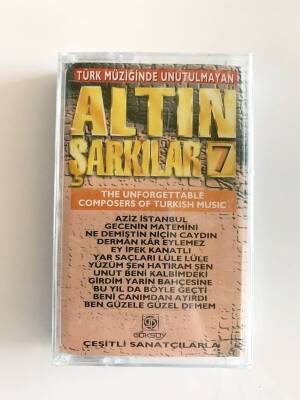 TÜRK MÜZİĞİNDE UNUTULMAYAN
ALTIN
ŞARKILAR 7
THE UNFORGETTABLE
COMPOSERS OF TURKISH MUSIC
AZİZ İSTANBUL
GECENİN MATEMİNİ
NE DEMİŞTİN NİÇİN CAYDIN
DERMAN KÂR EYLEMEZ
EY İPEK KANATLI
YAR SAÇLARI LÜLE LÜLE
YÜZÜM ŞEN HATIRAM ŞEN
UNUT BENİ KALBİMDEKİ
GİRDİM YARİN BAHÇESİNE
BU YIL DA BÖYLE GEÇTİ
BENİ CANIMDAN AYIRDI
BEN GÜZELE GÜZEL DEMEM
GÖKSOY
ÇEŞİTLİ SANATÇILARLA